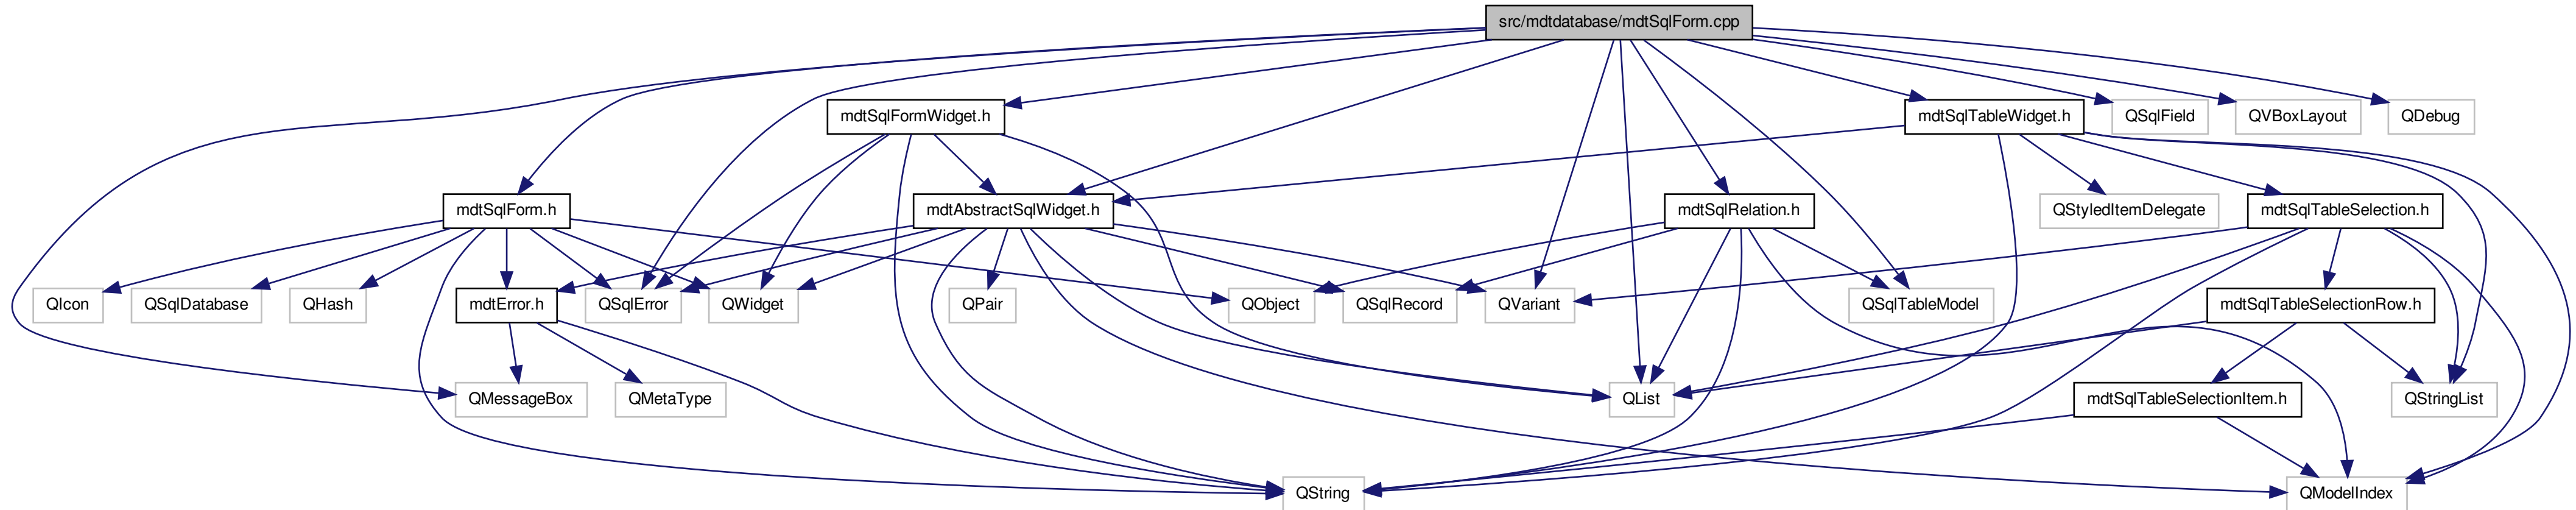 src/mdtdatabase/mdtSqlForm.cpp
mdtSqlFormWidget.h
mdtSqlTableWidget.h
QSqlField
QVBoxLayout
QDebug
mdtSqlForm.h
mdtAbstractSqlWidget.h
mdtSqlRelation.h
QStyledItemDelegate
mdtSqlTableSelection.h
QIcon
QSqlDatabase
QHash
mdtError.h
QSqlError
QWidget
QPair
QObject
QSqlRecord
QVariant
QSqlTableModel
mdtSqlTableSelectionRow.h
QMessageBox
QMetaType
QList
mdtSqlTableSelectionItem.h
QStringList
QString
QModelIndex